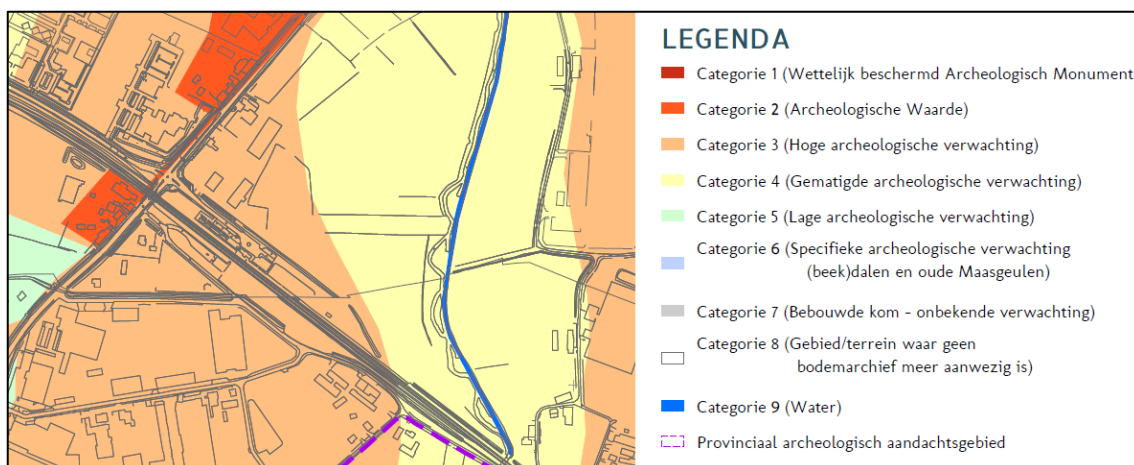 LEGENDA
Categorie 1 (Wettelijk beschermd Archeologisch Monument
Categorie 2 (Archeologische Waarde)
Categorie 3 (Hoge archeologische verwachting)
Categorie 4 (Gematigde archeologische verwachting)
Categorie 5 (Lage archeologische verwachting)
Categorie 6 (Specifieke archeologische verwachting
(beek)dalen en oude Maasgeulen)
Categorie 7 (Bebouwde kom - onbekende verwachting)
Categorie 8 (Gebied/terrein waar geen
bodemarchief meer aanwezig is)
Categorie 9 (Water)
Provinciaal archeologisch aandachtsgebied